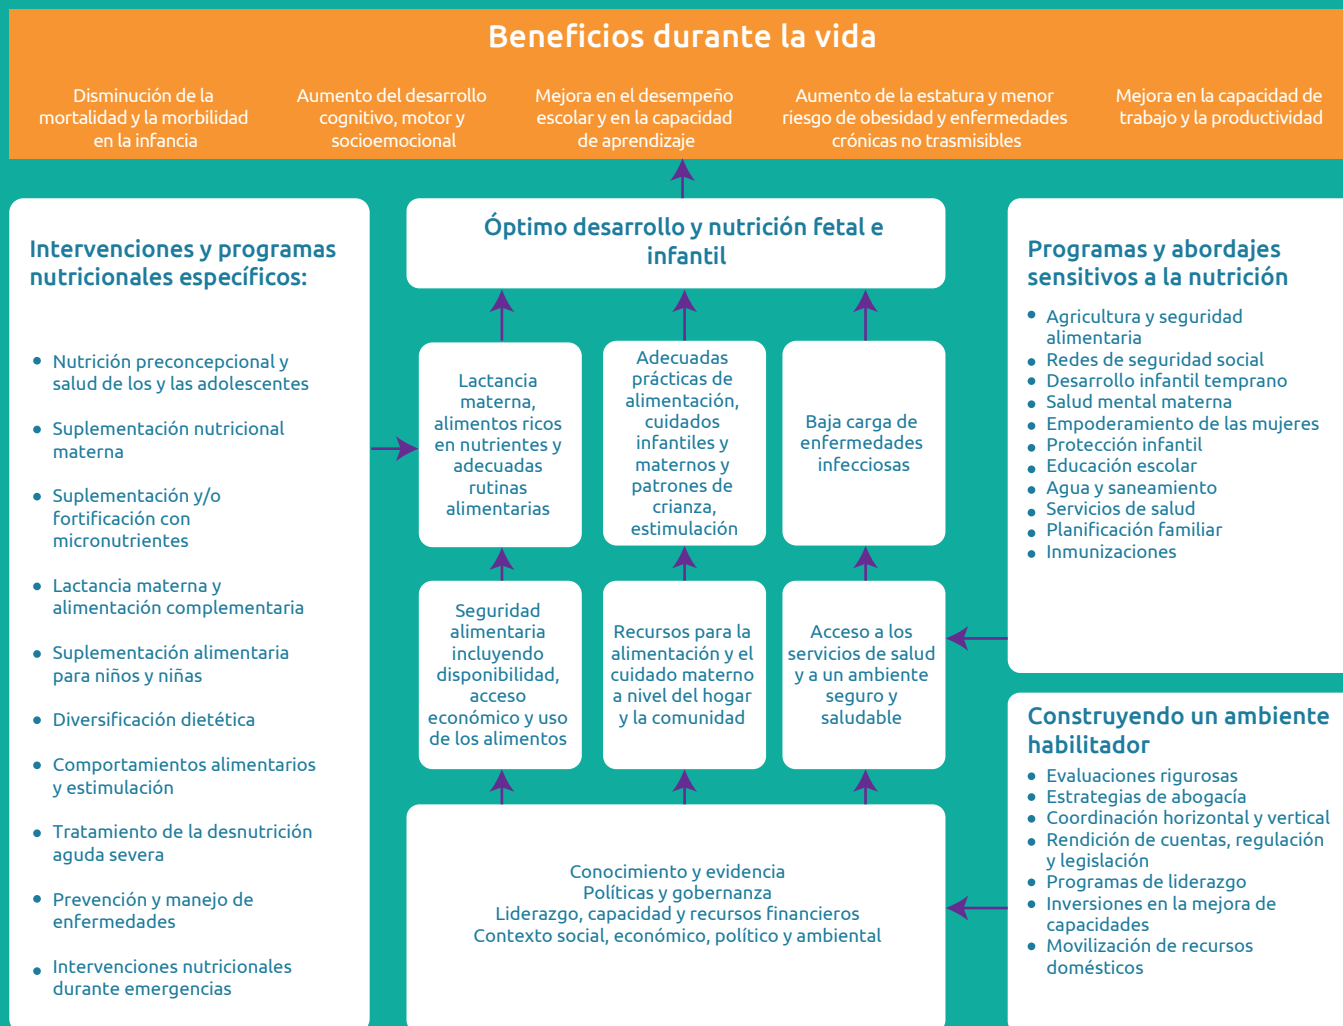 Beneficios durante la vida
Disminución de la
mortalidad y la morbilidad
en la infancia
Aumento del desarrollo
cognitivo, motor y
socioemocional
Mejora en el desempeño
escolar y en la capacidad
de aprendizaje
Aumento de la estatura y menor
riesgo de obesidad y enfermedades
crónicas no trasmisibles
Mejora en la capacidad de
trabajo y la productividad
Intervenciones y programas
nutricionales específicos:
• Nutrición preconcepcional y
salud de los y las adolescentes
• Suplementación nutricional
materna
• Suplementación y/o
fortificación con
micronutrientes
• Lactancia materna y
alimentación complementaria
• Suplementación alimentaria
para niños y niñas
• Diversificación dietética
• Comportamientos alimentarios
y estimulación
• Tratamiento de la desnutrición
aguda severa
• Prevención y manejo de
enfermedades
• Intervenciones nutricionales
durante emergencias
Óptimo desarrollo y nutrición fetal e
infantil
Lactancia
materna,
alimentos ricos
en nutrientes y
adecuadas
rutinas
alimentarias
Adecuadas
prácticas de
alimentación,
cuidados
infantiles y
maternos y
patrones de
crianza,
estimulación
Baja carga de
enfermedades
infecciosas
Seguridad
alimentaria
incluyendo
disponibilidad,
acceso
económico y uso
de los alimentos
Recursos para la
alimentación y el
cuidado materno
a nivel del hogar
y la comunidad
Acceso a los
servicios de salud
y a un ambiente
seguro y
saludable
Conocimiento y evidencia
Políticas y gobernanza
Liderazgo, capacidad y recursos financieros
Contexto social, económico, político y ambiental
Programas y abordajes
sensitivos a la nutrición
• Agricultura y seguridad
alimentaria
• Redes de seguridad social
• Desarrollo infantil temprano
• Salud mental materna
• Empoderamiento de las mujeres
• Protección infantil
• Educación escolar
• Agua y saneamiento
• Servicios de salud
• Planificación familiar
• Inmunizaciones
Construyendo un ambiente
habilitador
• Evaluaciones rigurosas
• Estrategias de abogacía
• Coordinación horizontal y vertical
• Rendición de cuentas, regulación
y legislación
• Programas de liderazgo
• Inversiones en la mejora de
capacidades
• Movilización de recursos
domésticos